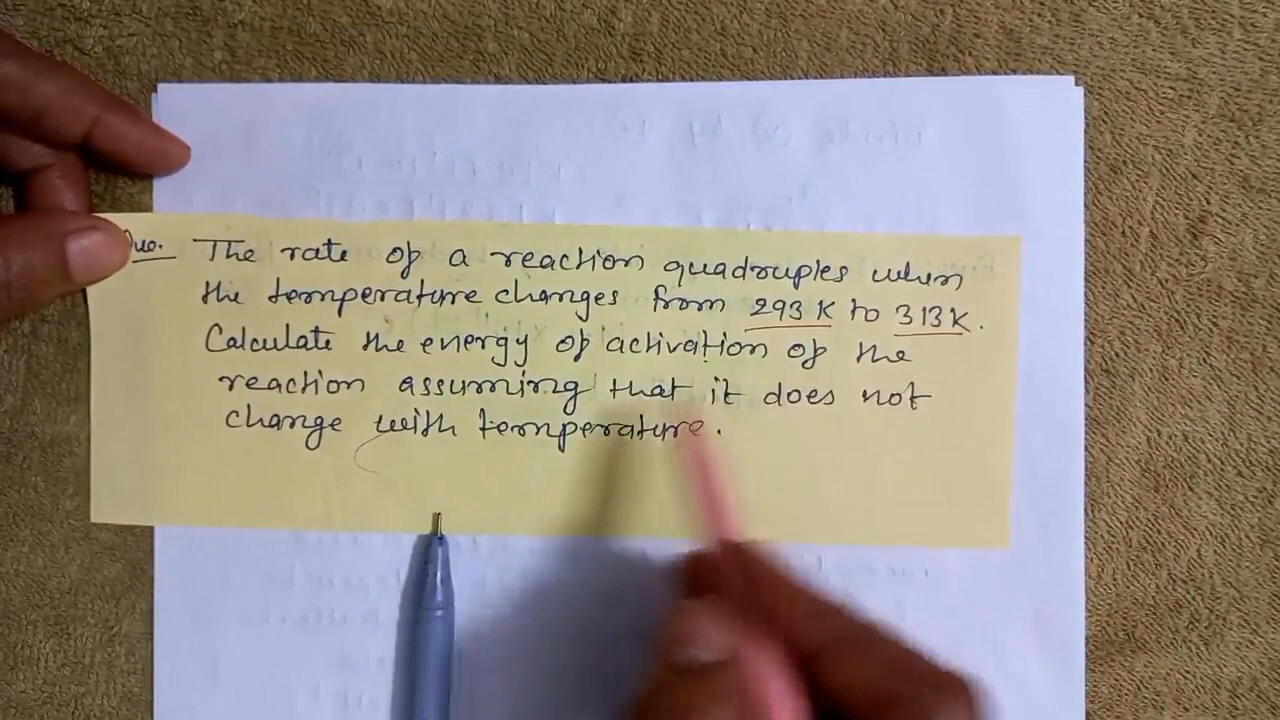 Que. The rate of a reaction quadruples when
the temperature changes from 293 K to 313K.
Calculate the energy of activation of the
reaction assuming that it does not
change with temperature.